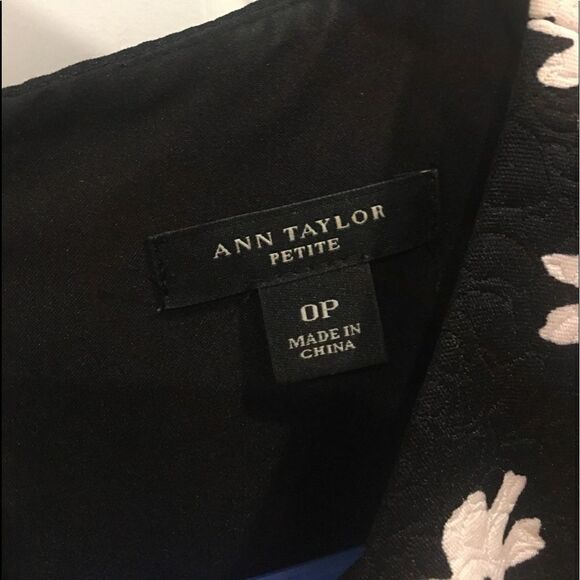 ANN TAYLOR
PETITE
0P
MADE IN
CHINA